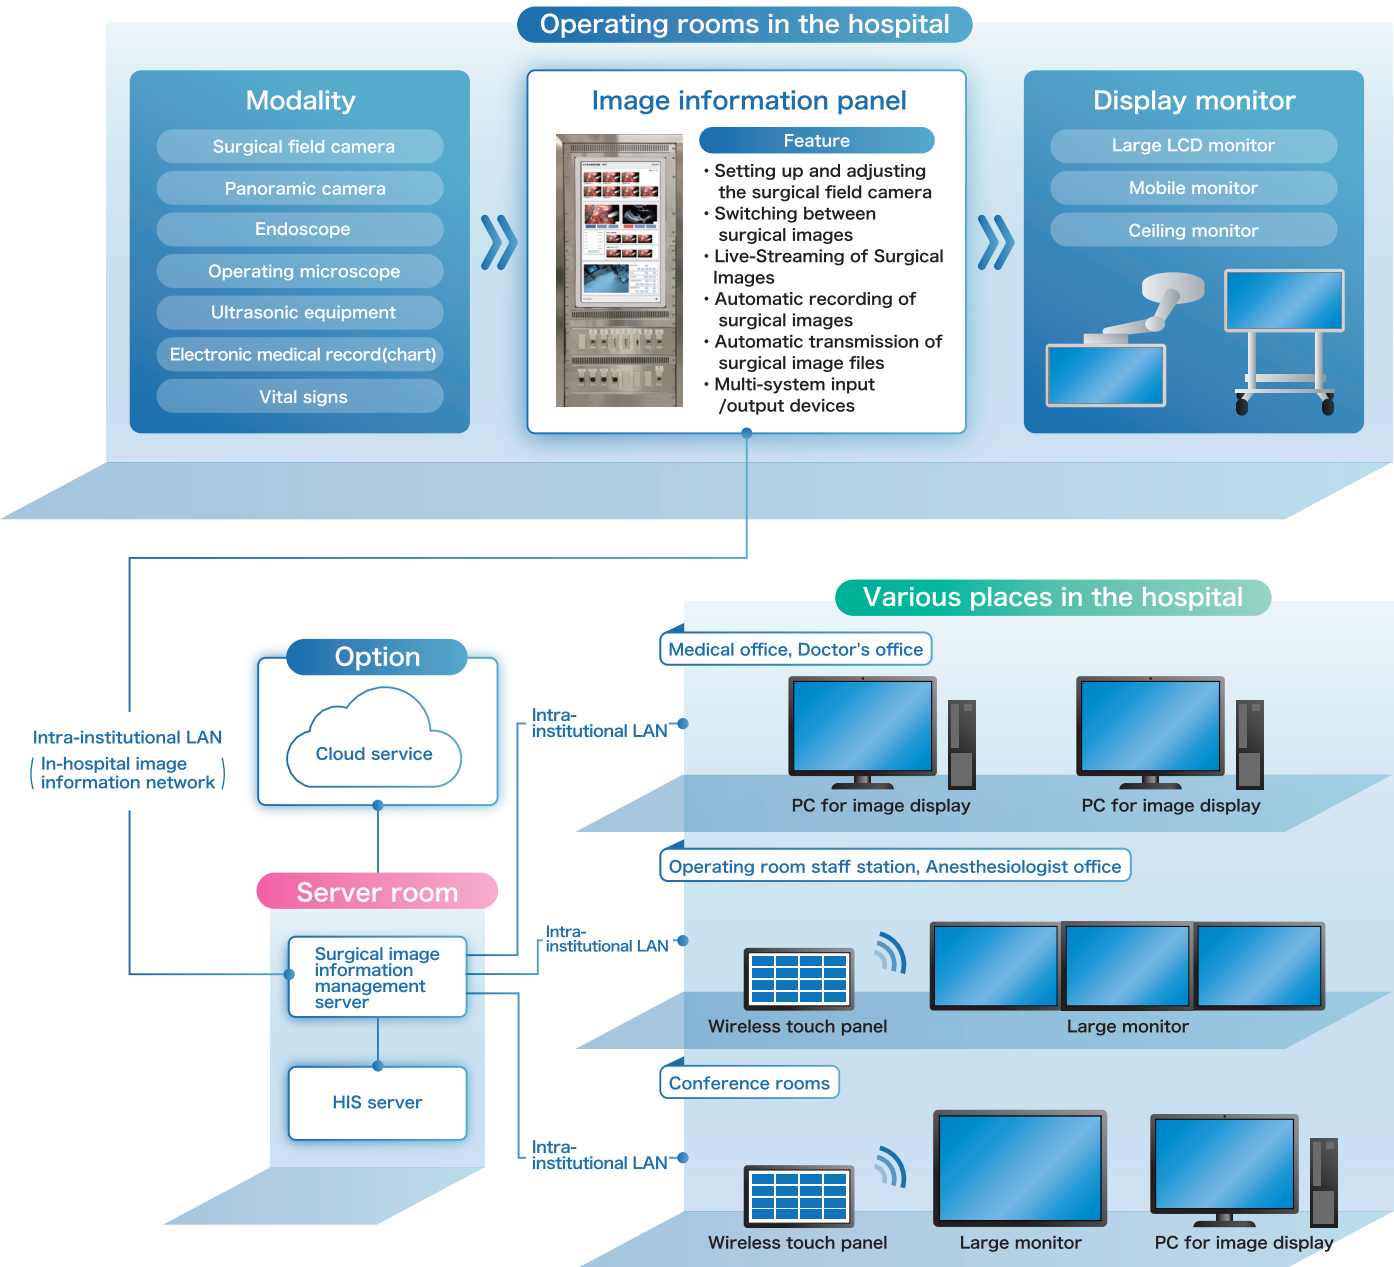 Operating rooms in the hospital
Modality
Surgical field camera
Panoramic camera
Endoscope
Operating microscope
Ultrasonic equipment
Electronic medical record(chart)
Vital signs
Image information panel
Feature
・Setting up and adjusting
the surgical field camera
・Switching between
surgical images
・Live-Streaming of Surgical
Images
・Automatic recording of
surgical images
・Automatic transmission of
surgical image files
・Multi-system input
/output devices
Display monitor
Large LCD monitor
Mobile monitor
Ceiling monitor
Intra-institutional LAN
(In-hospital image
information network)
Option
Cloud service
Server room
Surgical image
information
management
server
HIS server
Intra-
institutional LAN
Intra-
institutional LAN
Intra-
institutional LAN
Various places in the hospital
Medical office, Doctor's office
PC for image display
PC for image display
Operating room staff station, Anesthesiologist office
Wireless touch panel
Large monitor
Conference rooms
Wireless touch panel
Large monitor
PC for image display